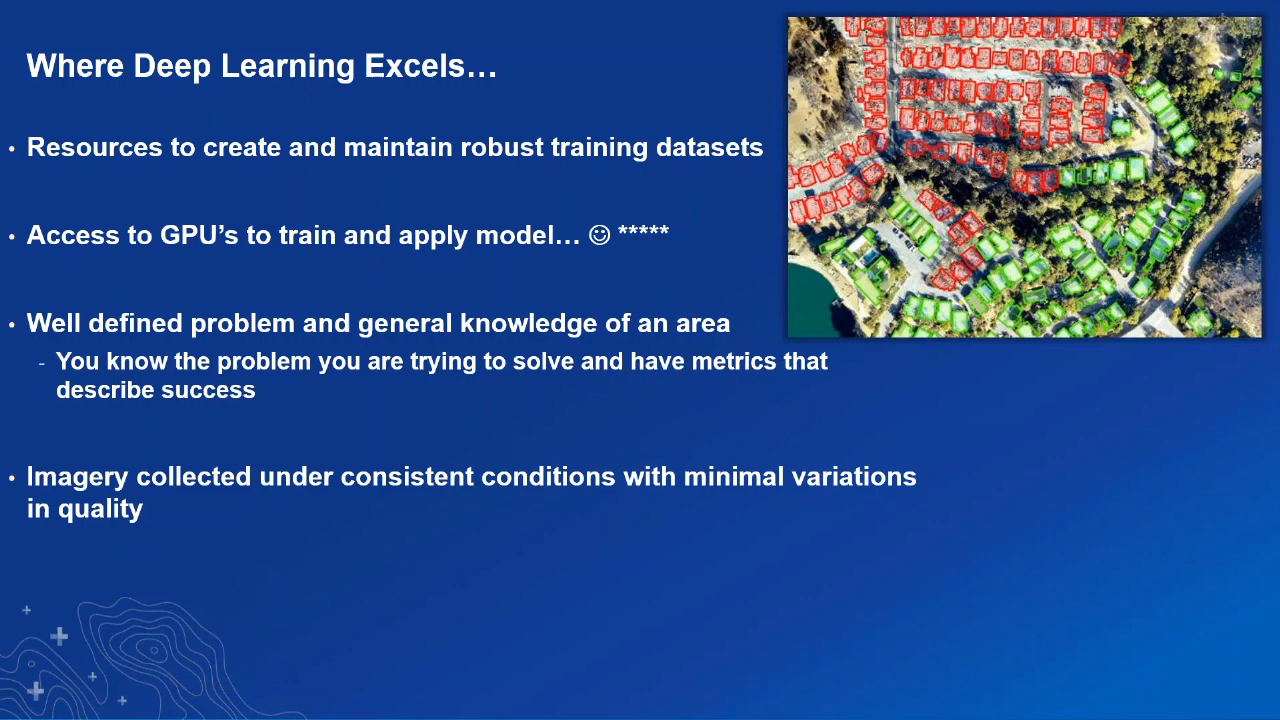 Where Deep Learning Excels…
• Resources to create and maintain robust training datasets
• Access to GPU’s to train and apply model… ☺ *****
• Well defined problem and general knowledge of an area
- You know the problem you are trying to solve and have metrics that
describe success
• Imagery collected under consistent conditions with minimal variations
in quality